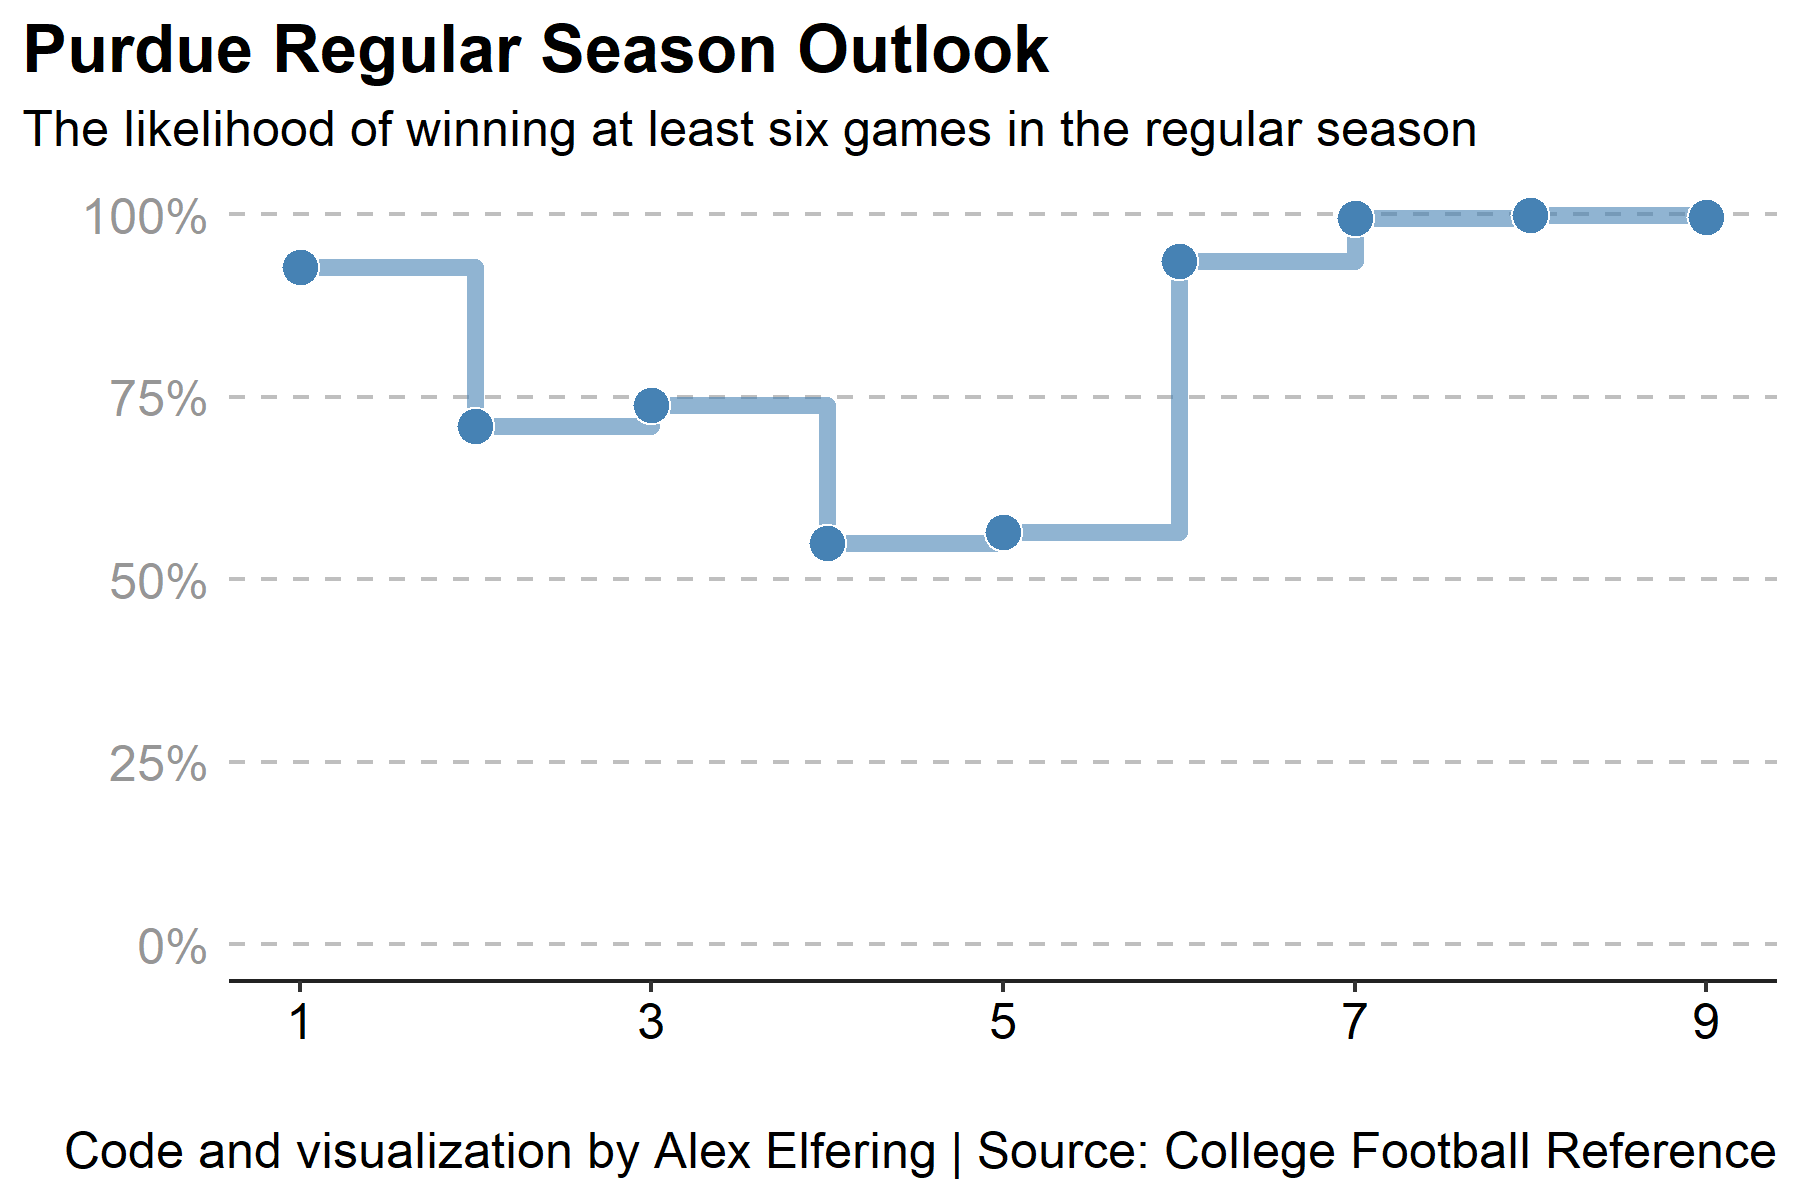 Purdue Regular Season Outlook
The likelihood of winning at least six games in the regular season
100%
75%
50%
25%
0%
1 3 5 7 9
Code and visualization by Alex Elfering | Source: College Football Reference